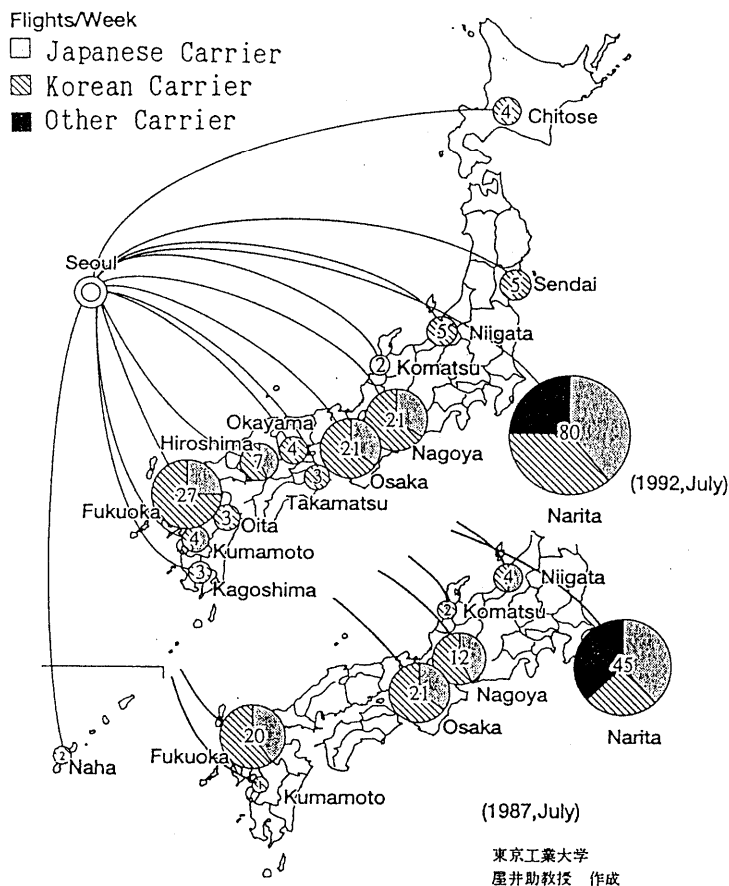 Flights/Week
Japanese Carrier
Korean Carrier
Other Carrier
4
Chitose
Seoul
5
Sendai
5
Niigata
2
Komatsu
Okayama
21
Hiroshima
4
80
7
21
Nagoya
Osaka
(1992,July)
27
3
Takamatsu
Fukuoka
3
Oita
Narita
4
Kumamoto
3
Kagoshima
4
Niigata
2
Komatsu
12
45
21
Nagoya
Osaka
20
Narita
Fukuoka
2
Naha
1
Kumamoto
(1987,July)
東京工業大学
屋井助教授 作成